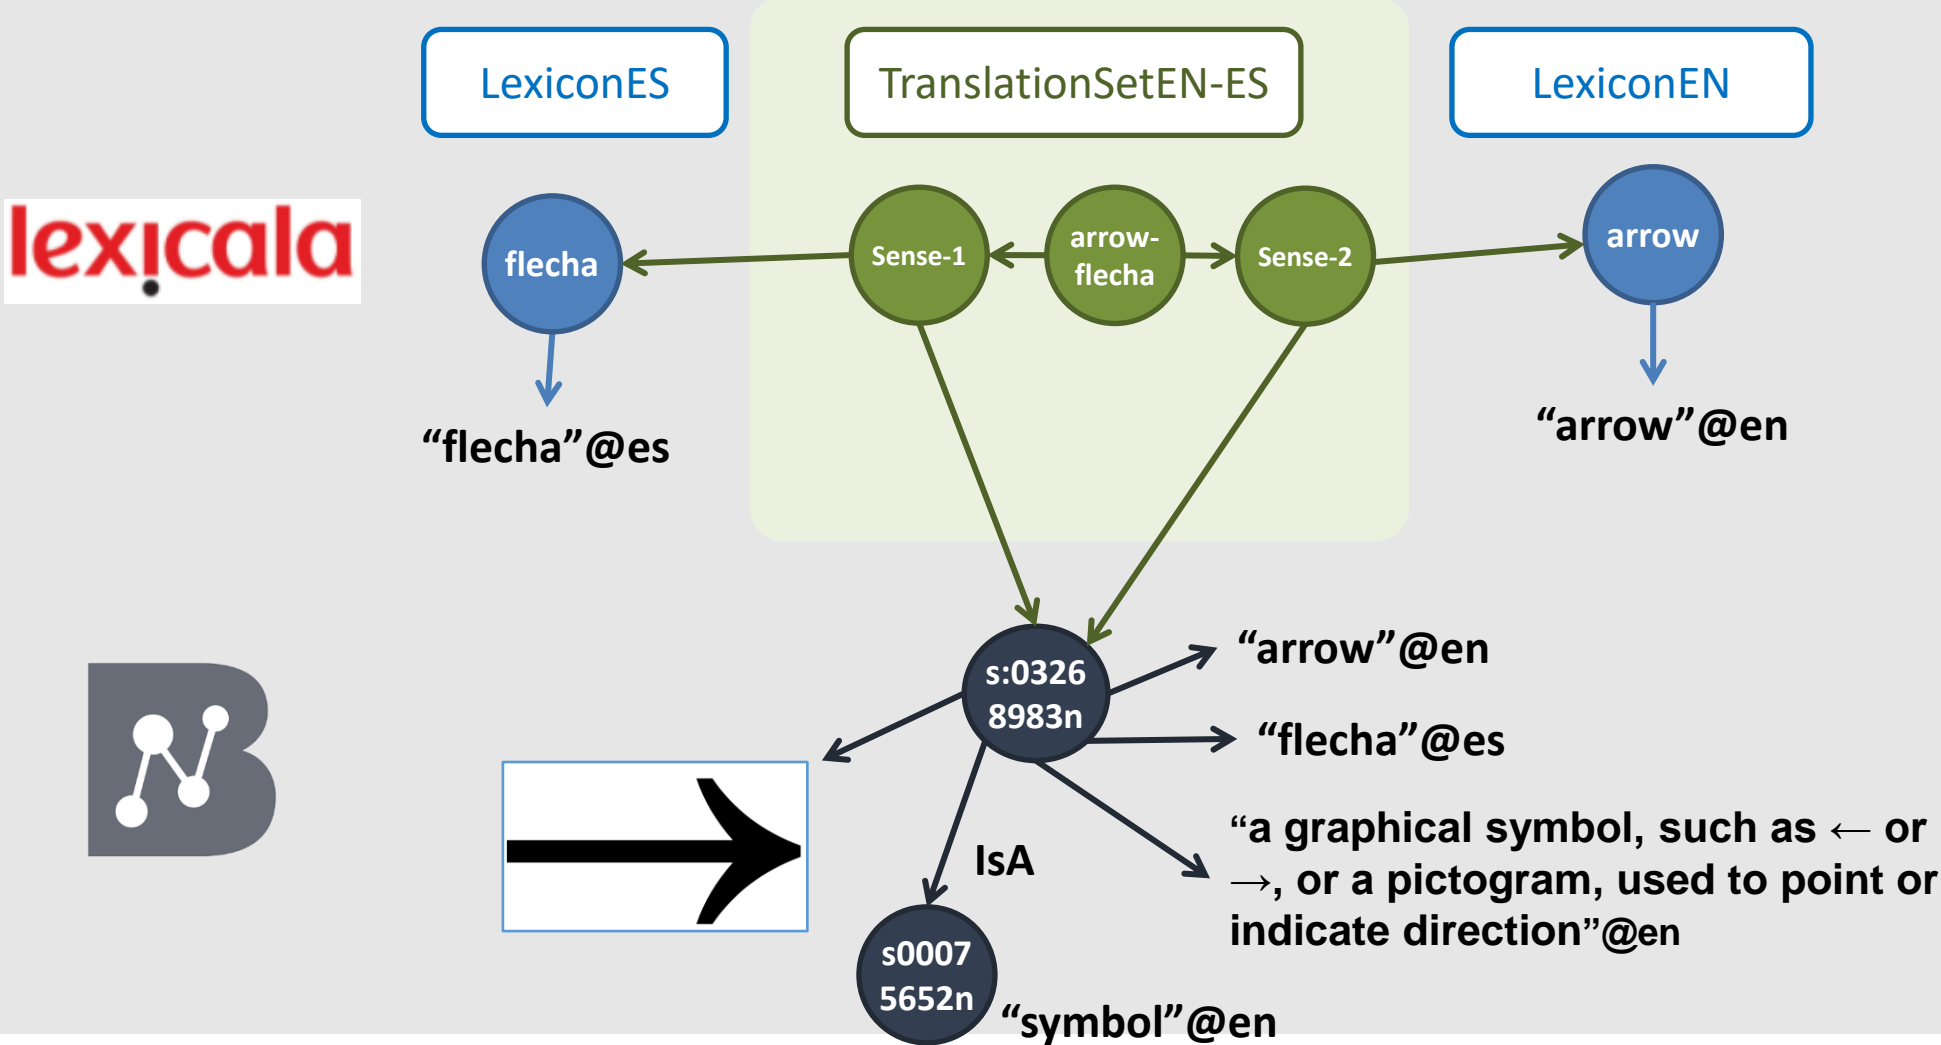 LexiconES
TranslationSetEN-ES
LexiconEN
lexicala
flecha
Sense-1
arrow-
flecha
Sense-2
arrow
“flecha”@es
“arrow”@en
s:0326
8983n
“arrow”@en
“flecha”@es
“a graphical symbol, such as ← or
→, or a pictogram, used to point or
indicate direction”@en
IsA
s0007
5652n
“symbol”@en